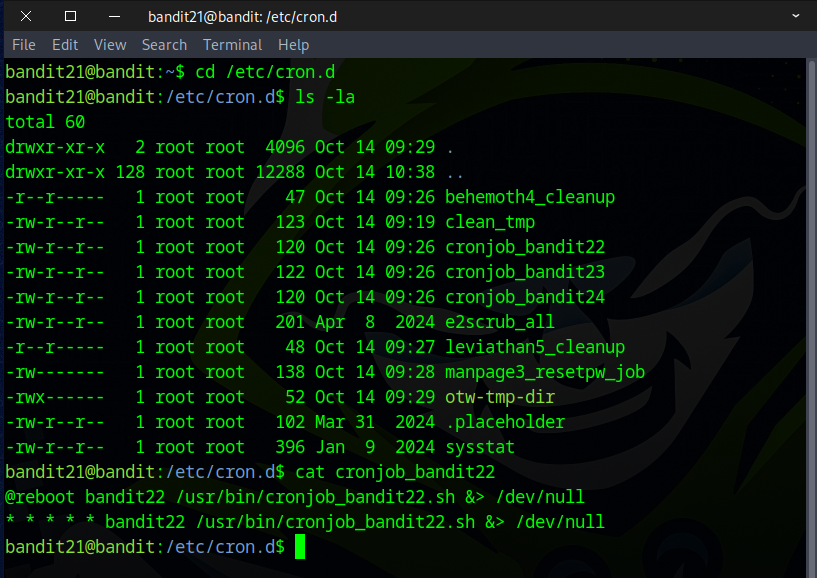 bandit21@bandit: /etc/cron.d
File Edit View Search Terminal Help
bandit21@bandit:~$ cd /etc/cron.d
bandit21@bandit:/etc/cron.d$ ls -la
total 60
drwxr-xr-x   2 root root  4096 Oct 14 09:29 .
drwxr-xr-x 128 root root 12288 Oct 14 10:38 ..
-r--r-----   1 root root    47 Oct 14 09:26 behemoth4_cleanup
-rw-r--r--   1 root root   123 Oct 14 09:19 clean_tmp
-rw-r--r--   1 root root   120 Oct 14 09:26 cronjob_bandit22
-rw-r--r--   1 root root   122 Oct 14 09:26 cronjob_bandit23
-rw-r--r--   1 root root   120 Oct 14 09:26 cronjob_bandit24
-rw-r--r--   1 root root   201 Apr  8  2024 e2scrub_all
-r--r-----   1 root root    48 Oct 14 09:27 leviathan5_cleanup
-rw-------   1 root root   138 Oct 14 09:28 manpage3_resetpw_job
-rwx------   1 root root    52 Oct 14 09:29 otw-tmp-dir
-rw-r--r--   1 root root   102 Mar 31  2024 .placeholder
-rw-r--r--   1 root root   396 Jan  9  2024 sysstat
bandit21@bandit:/etc/cron.d$ cat cronjob_bandit22
@reboot bandit22 /usr/bin/cronjob_bandit22.sh &> /dev/null
* * * * * bandit22 /usr/bin/cronjob_bandit22.sh &> /dev/null
bandit21@bandit:/etc/cron.d$